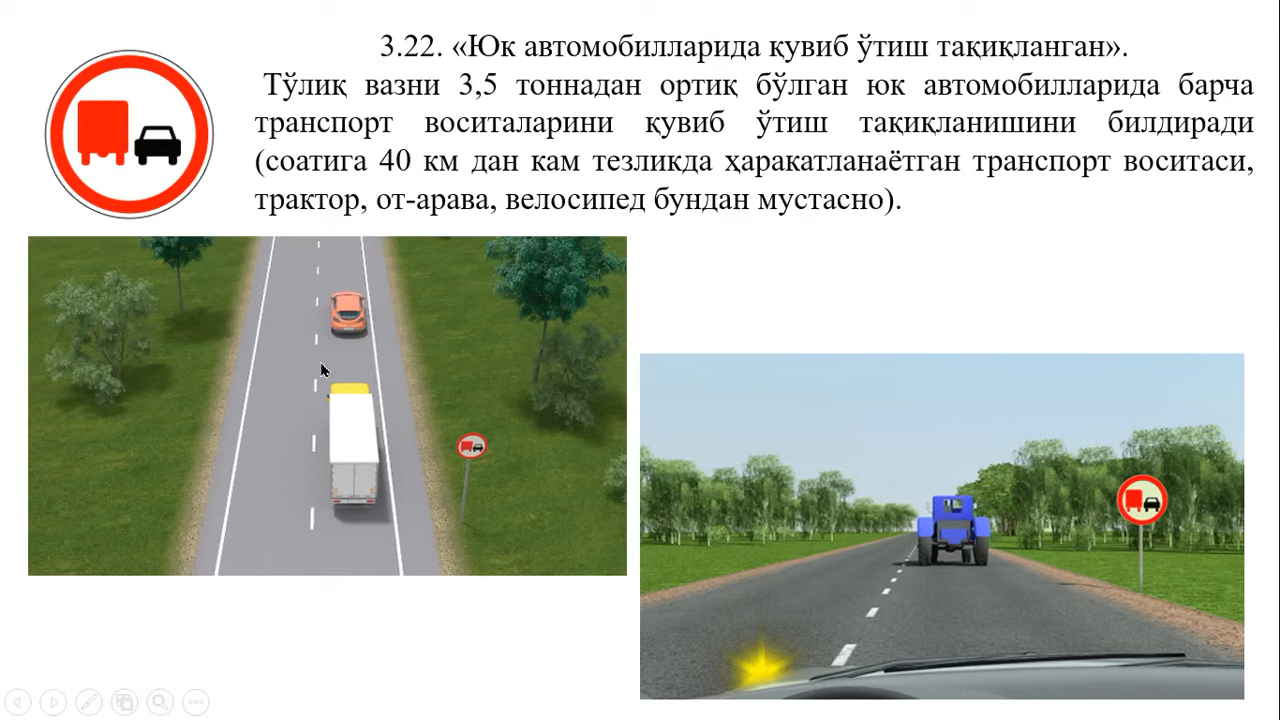 3.22. «Юк автомобилларида қувиб ўтиш тақиқланган».
Тўлиқ вазни 3,5 тоннадан ортиқ бўлган юк автомобилларида барча
транспорт воситаларини қувиб ўтиш тақиқланишини билдиради
(соатига 40 км дан кам тезликда ҳаракатланаётган транспорт воситаси,
трактор, от-арава, велосипед бундан мустасно).